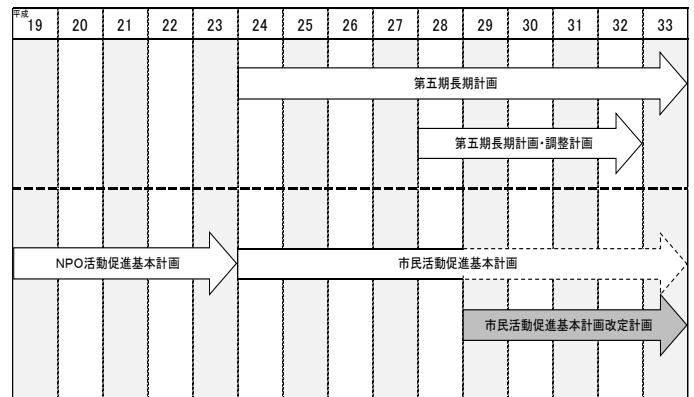 平成
19 20 21 22 23 24 25 26 27 28 29 30 31 32 33
第五期長期計画
第五期長期計画・調整計画
NPO活動促進基本計画 市民活動促進基本計画
市民活動促進基本計画改定計画